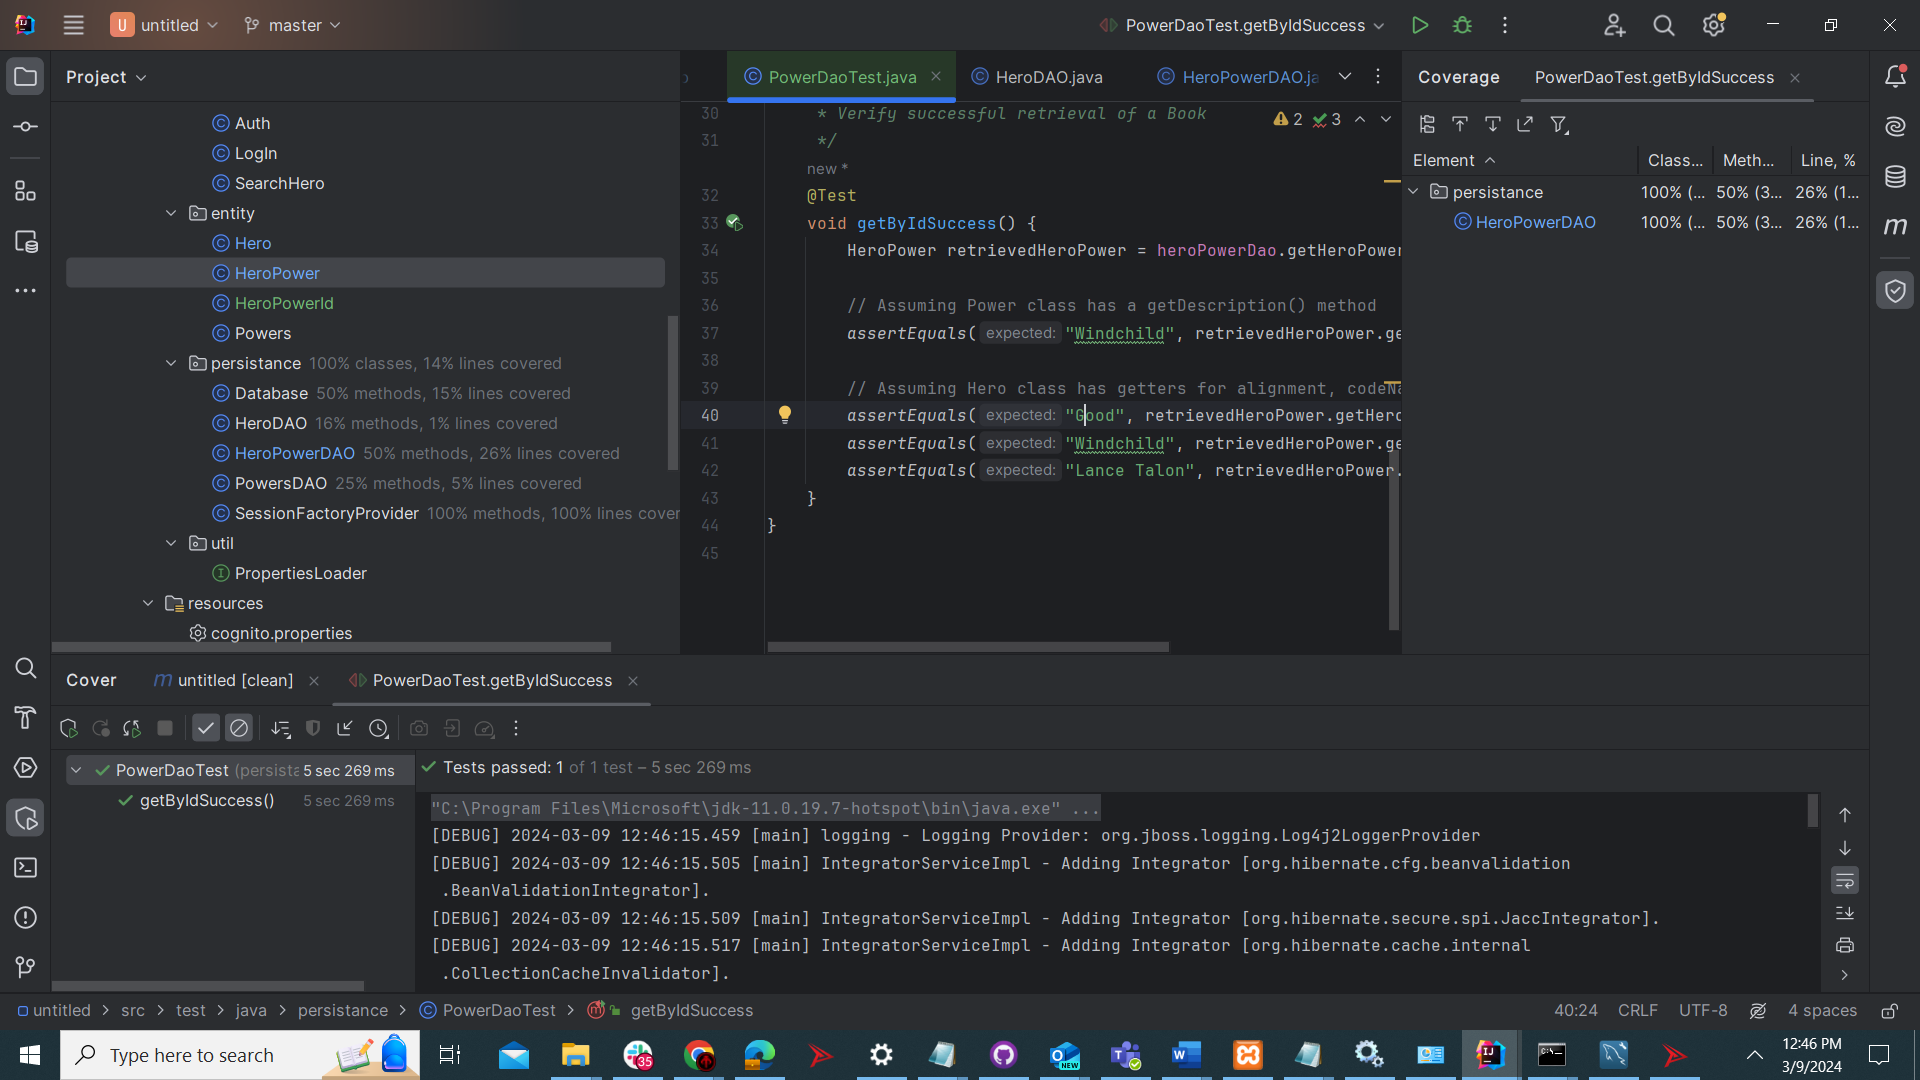 U untitled master PowerDaoTest.getByIdSuccess
Project
Auth
LogIn
SearchHero
entity
Hero
HeroPower
HeroPowerId
Powers
persistance 100% classes, 14% lines covered
Database 50% methods, 15% lines covered
HeroDAO 16% methods, 1% lines covered
HeroPowerDAO 50% methods, 26% lines covered
PowersDAO 25% methods, 5% lines covered
SessionFactoryProvider 100% methods, 100% lines cover
util
PropertiesLoader
resources
cognito.properties
PowerDaoTest.java HeroDAO.java HeroPowerDAO.ja
2 3
30 * Verify successful retrieval of a Book
31 */
new *
32 @Test
33 void getByIdSuccess() {
34 HeroPower retrievedHeroPower = heroPowerDao.getHeroPower
35
36 // Assuming Power class has a getDescription() method
37 assertEquals( expected: "Windchild", retrievedHeroPower.ge
38
39 // Assuming Hero class has getters for alignment, codeNa
40 assertEquals( expected: "Good", retrievedHeroPower.getHero
41 assertEquals( expected: "Windchild", retrievedHeroPower.ge
42 assertEquals( expected: "Lance Talon", retrievedHeroPower.
43 }
44 }
45
Coverage PowerDaoTest.getByIdSuccess
Element Class... Meth... Line, %
persistance 100% (... 50% (3... 26% (1...
HeroPowerDAO 100% (... 50% (3... 26% (1...
Cover untitled [clean] PowerDaoTest.getByIdSuccess
PowerDaoTest (persista 5 sec 269 ms
getByIdSuccess() 5 sec 269 ms
Tests passed: 1 of 1 test – 5 sec 269 ms
"C:\Program Files\Microsoft\jdk-11.0.19.7-hotspot\bin\java.exe" ...
[DEBUG] 2024-03-09 12:46:15.459 [main] logging - Logging Provider: org.jboss.logging.Log4j2LoggerProvider
[DEBUG] 2024-03-09 12:46:15.505 [main] IntegratorServiceImpl - Adding Integrator [org.hibernate.cfg.beanvalidation
.BeanValidationIntegrator].
[DEBUG] 2024-03-09 12:46:15.509 [main] IntegratorServiceImpl - Adding Integrator [org.hibernate.secure.spi.JaccIntegrator].
[DEBUG] 2024-03-09 12:46:15.517 [main] IntegratorServiceImpl - Adding Integrator [org.hibernate.cache.internal
.CollectionCacheInvalidator].
untitled > src > test > java > persistance > PowerDaoTest > getByIdSuccess
40:24 CRLF UTF-8 4 spaces
Type here to search
35
NEW
12:46 PM
3/9/2024